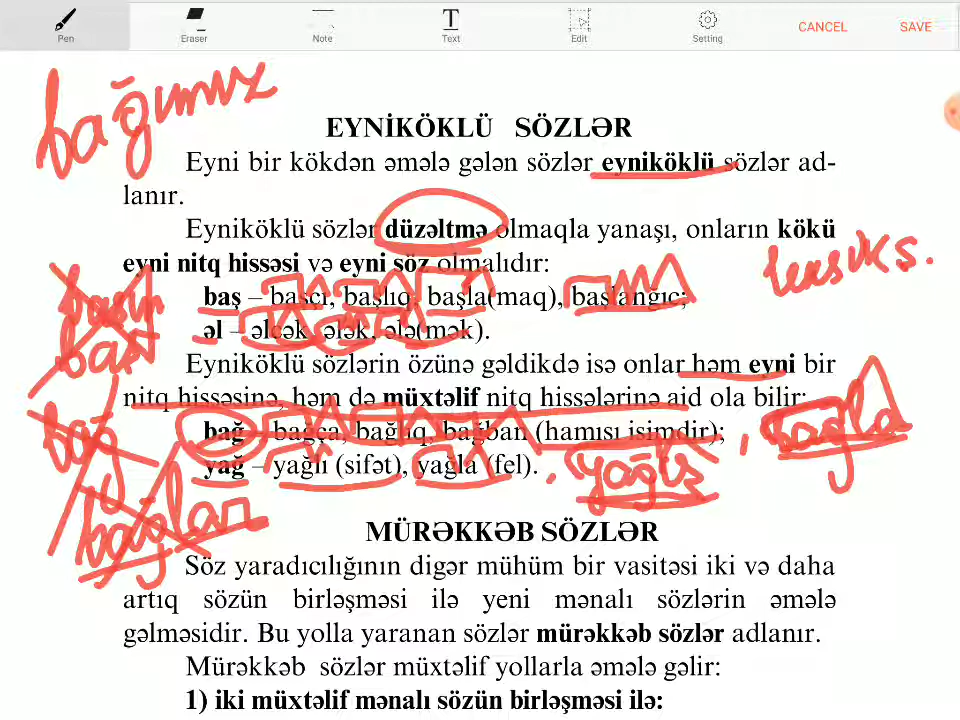 Pen Eraser Note Text Edit Setting CANCEL SAVE
bağımız
EYNİKÖKLÜ SÖZLƏR
Eyni bir kökdən əmələ gələn sözlər eyniköklü sözlər ad-
lanır.
Eyniköklü sözlər düzəltmə olmaqla yanaşı, onların kökü
eyni nitq hissəsi və eyni söz olmalıdır:
baş – başçı, başlıq, başla(maq), başlanğıc;
əl – əlcək, ələk, ələ(mək).
Eyniköklü sözlərin özünə gəldikdə isə onlar həm eyni bir
nitq hissəsinə, həm də müxtəlif nitq hissələrinə aid ola bilir:
bağ – bağça, bağlıq, bağban (hamısı isimdir);
bağ
yağ – yağlı (sifət), yağla (fel).
bağlar
MÜRƏKKƏB SÖZLƏR
Söz yaradıcılığının digər mühüm bir vasitəsi iki və daha
artıq sözün birləşməsi ilə yeni mənalı sözlərin əmələ
gəlməsidir. Bu yolla yaranan sözlər mürəkkəb sözlər adlanır.
Mürəkkəb sözlər müxtəlif yollarla əmələ gəlir:
1) iki müxtəlif mənalı sözün birləşməsi ilə: